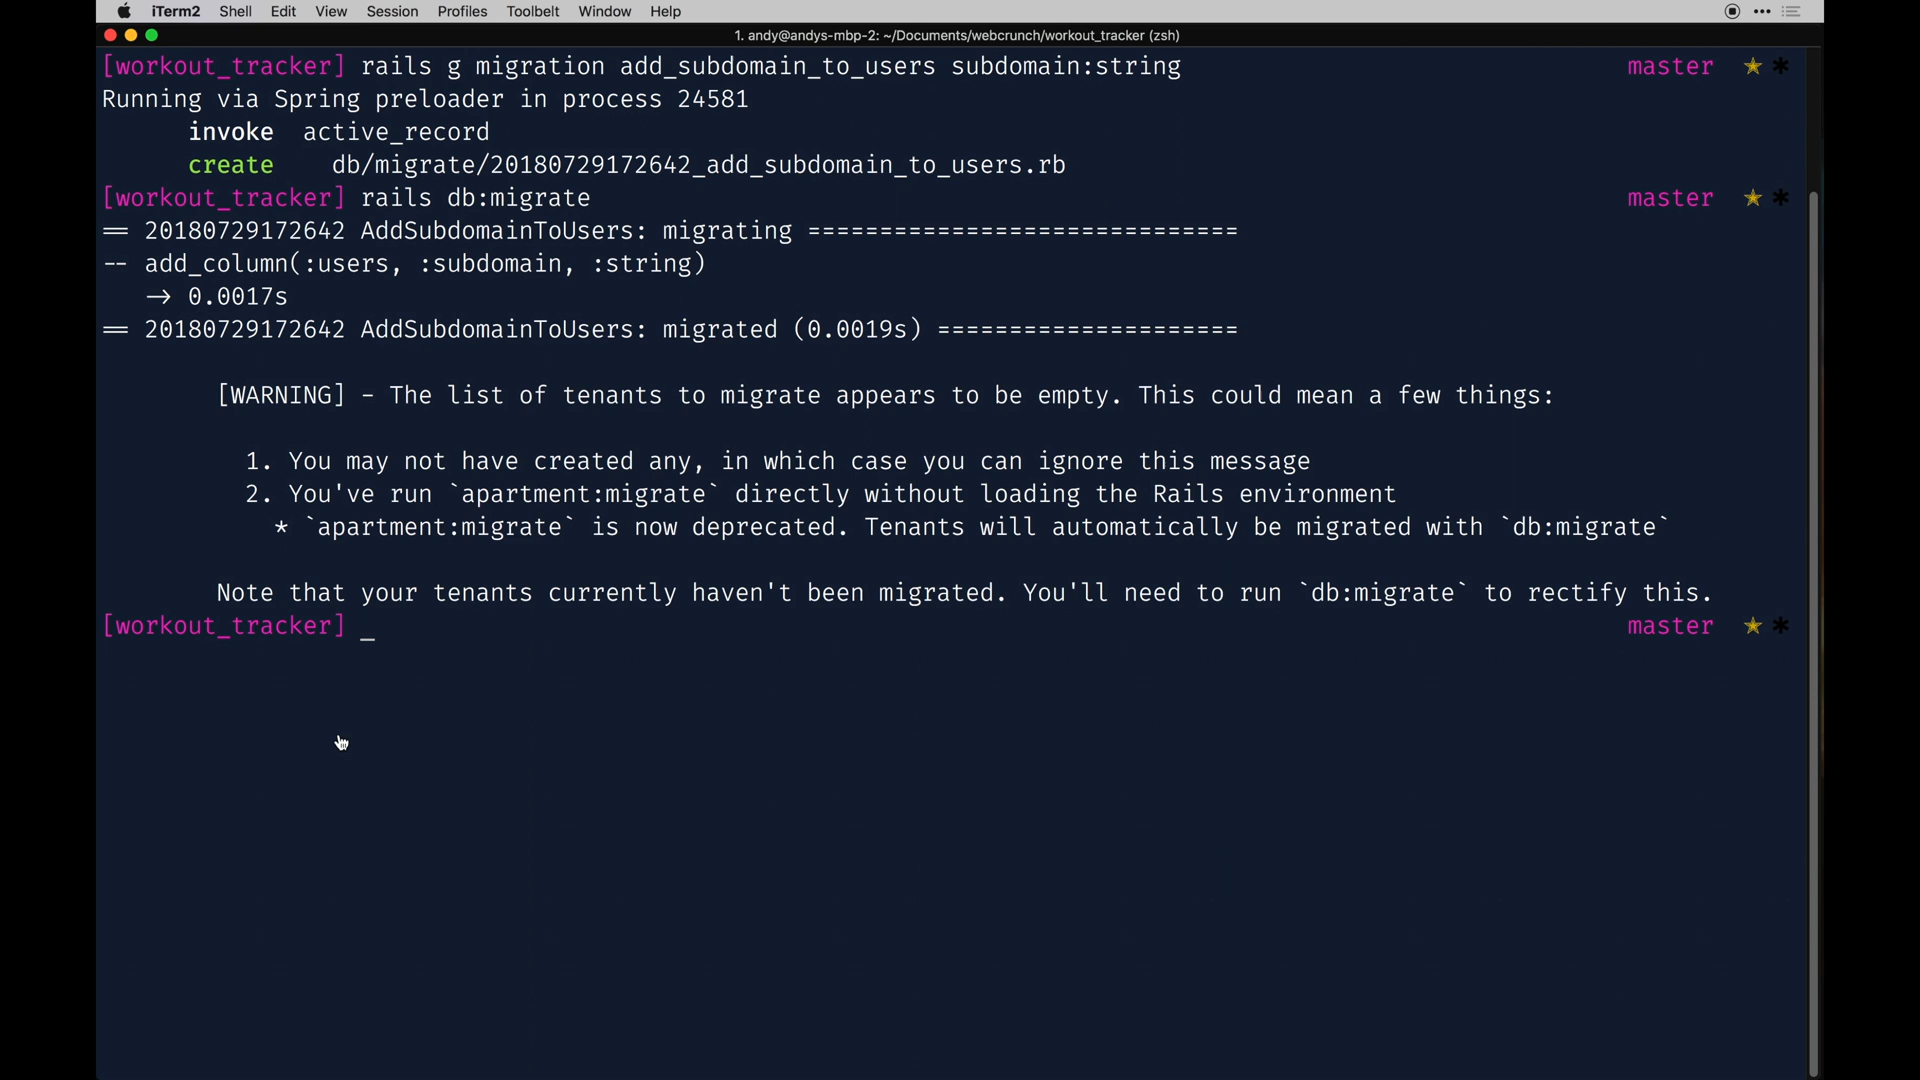 iTerm2 Shell Edit View Session Profiles Toolbelt Window Help
1. andy@andys-mbp-2: ~/Documents/webcrunch/workout_tracker (zsh)
[workout_tracker] rails g migration add_subdomain_to_users subdomain:string master ★ *
Running via Spring preloader in process 24581
invoke active_record
create db/migrate/20180729172642_add_subdomain_to_users.rb
[workout_tracker] rails db:migrate master ★ *
== 20180729172642 AddSubdomainToUsers: migrating ==============================
-- add_column(:users, :subdomain, :string)
-> 0.0017s
== 20180729172642 AddSubdomainToUsers: migrated (0.0019s) =====================
[WARNING] - The list of tenants to migrate appears to be empty. This could mean a few things:
1. You may not have created any, in which case you can ignore this message
2. You've run `apartment:migrate` directly without loading the Rails environment
* `apartment:migrate` is now deprecated. Tenants will automatically be migrated with `db:migrate`
Note that your tenants currently haven't been migrated. You'll need to run `db:migrate` to rectify this.
[workout_tracker] _ master ★ *